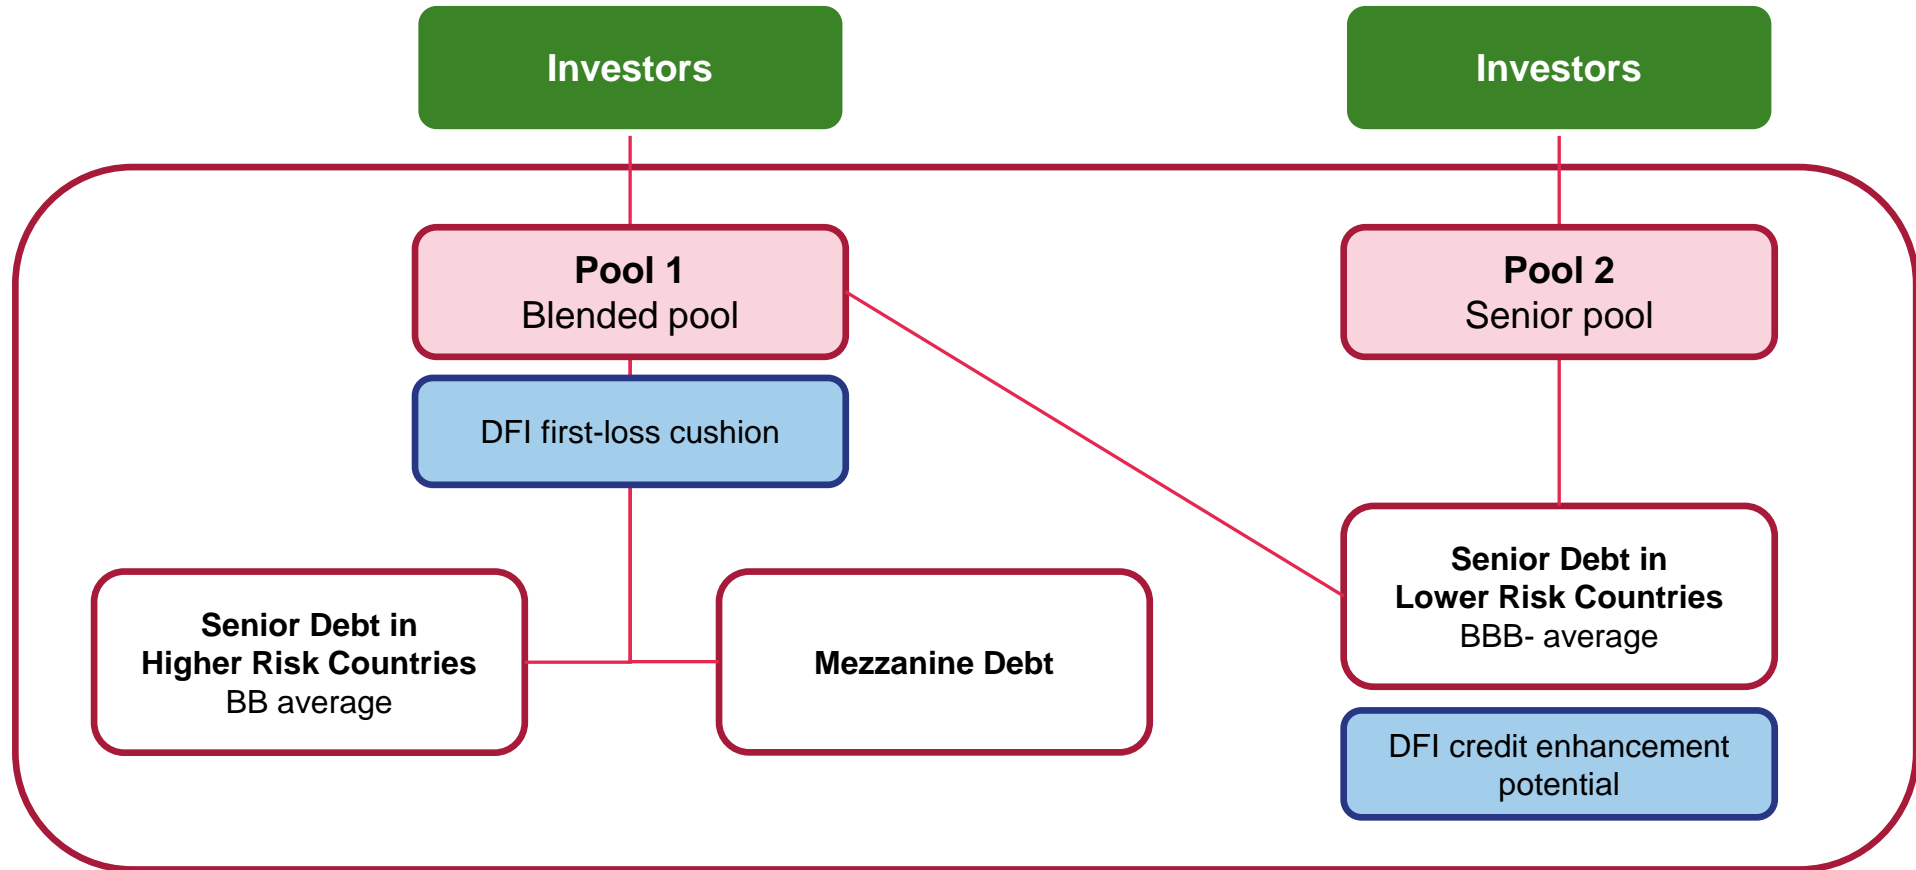 Investors
Investors
Pool 1
Blended pool
Pool 2
Senior pool
DFI first-loss cushion
Senior Debt in
Higher Risk Countries
BB average
Mezzanine Debt
Senior Debt in
Lower Risk Countries
BBB- average
DFI credit enhancement
potential